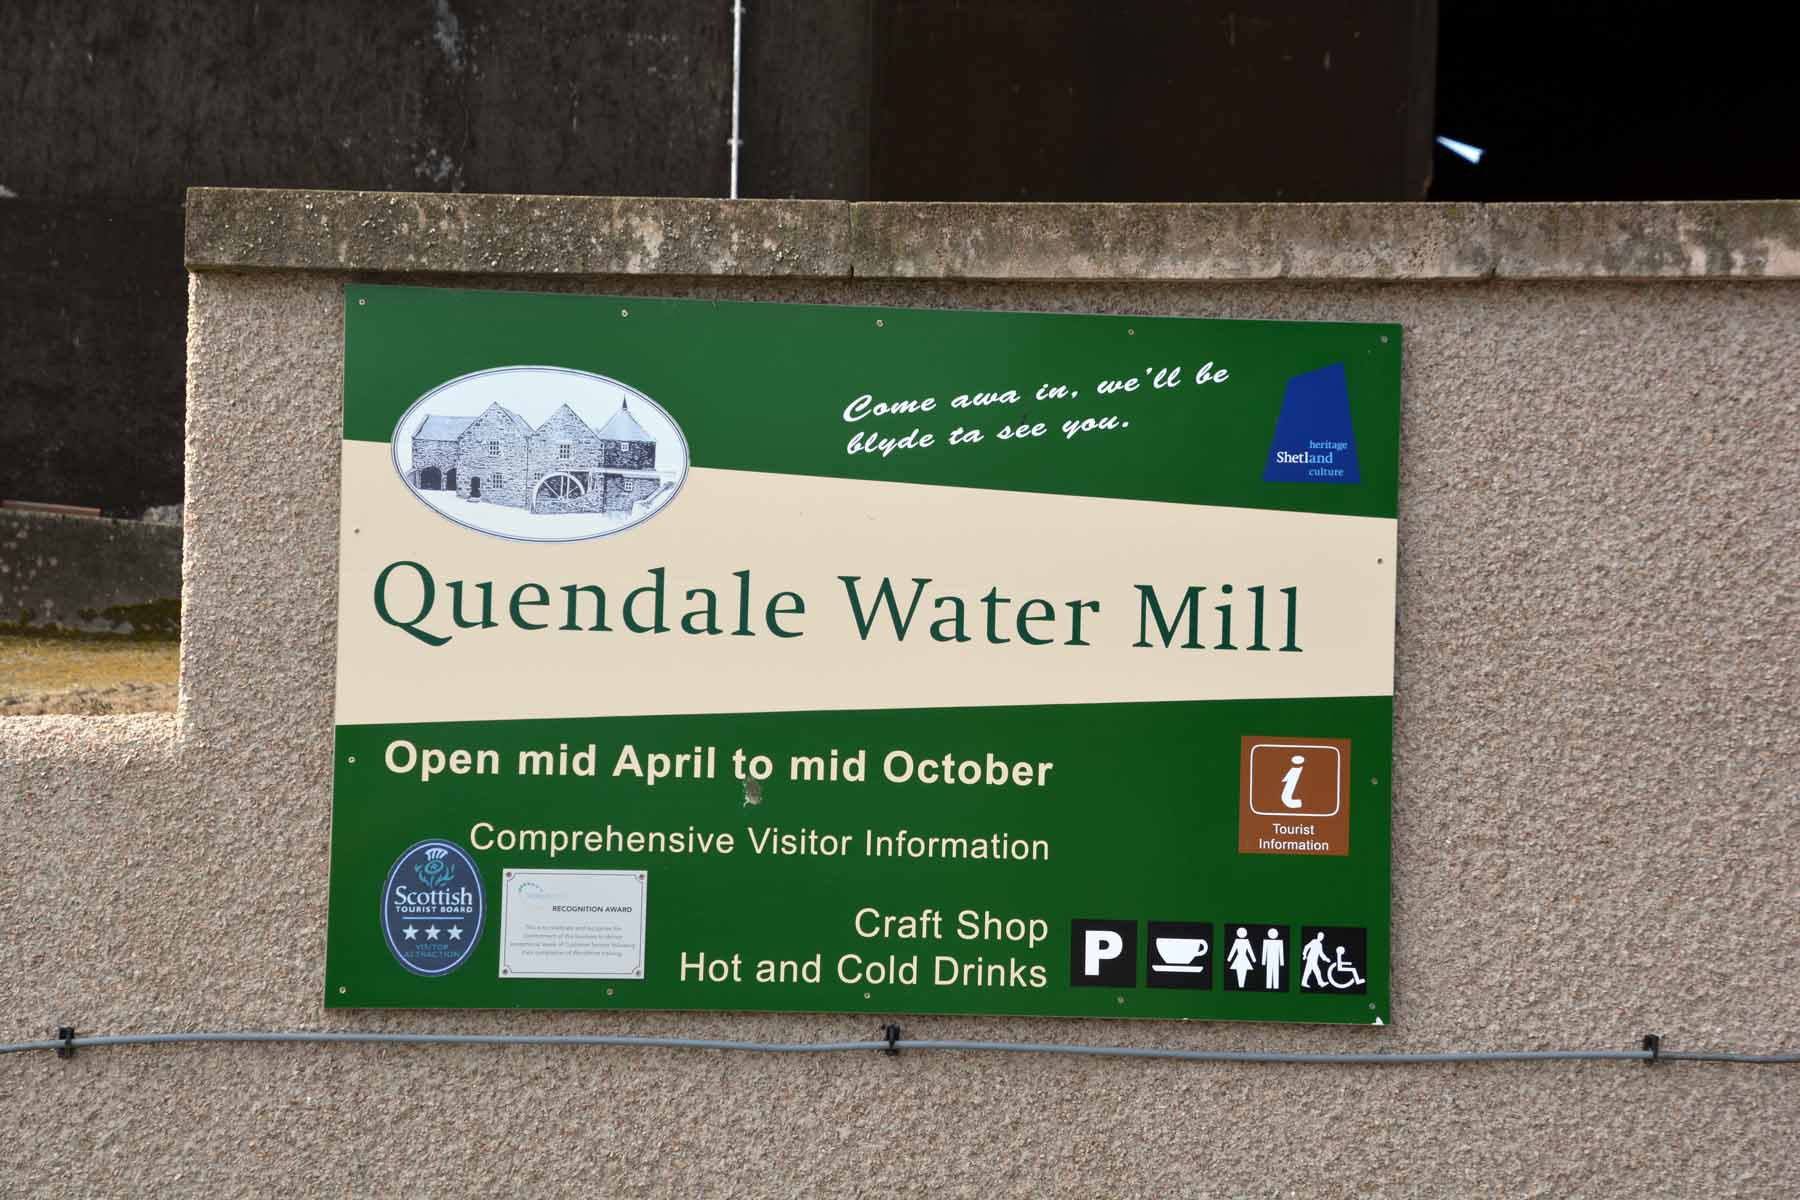 Come awa in, we'll be
blyde ta see you.
heritage
Shetland
culture
Quendale Water Mill
Open mid April to mid October
Comprehensive Visitor Information
i
Tourist
Information
Scottish
TOURIST BOARD
VISITOR
ATTRACTION
RECOGNITION AWARD
Craft Shop
Hot and Cold Drinks
P